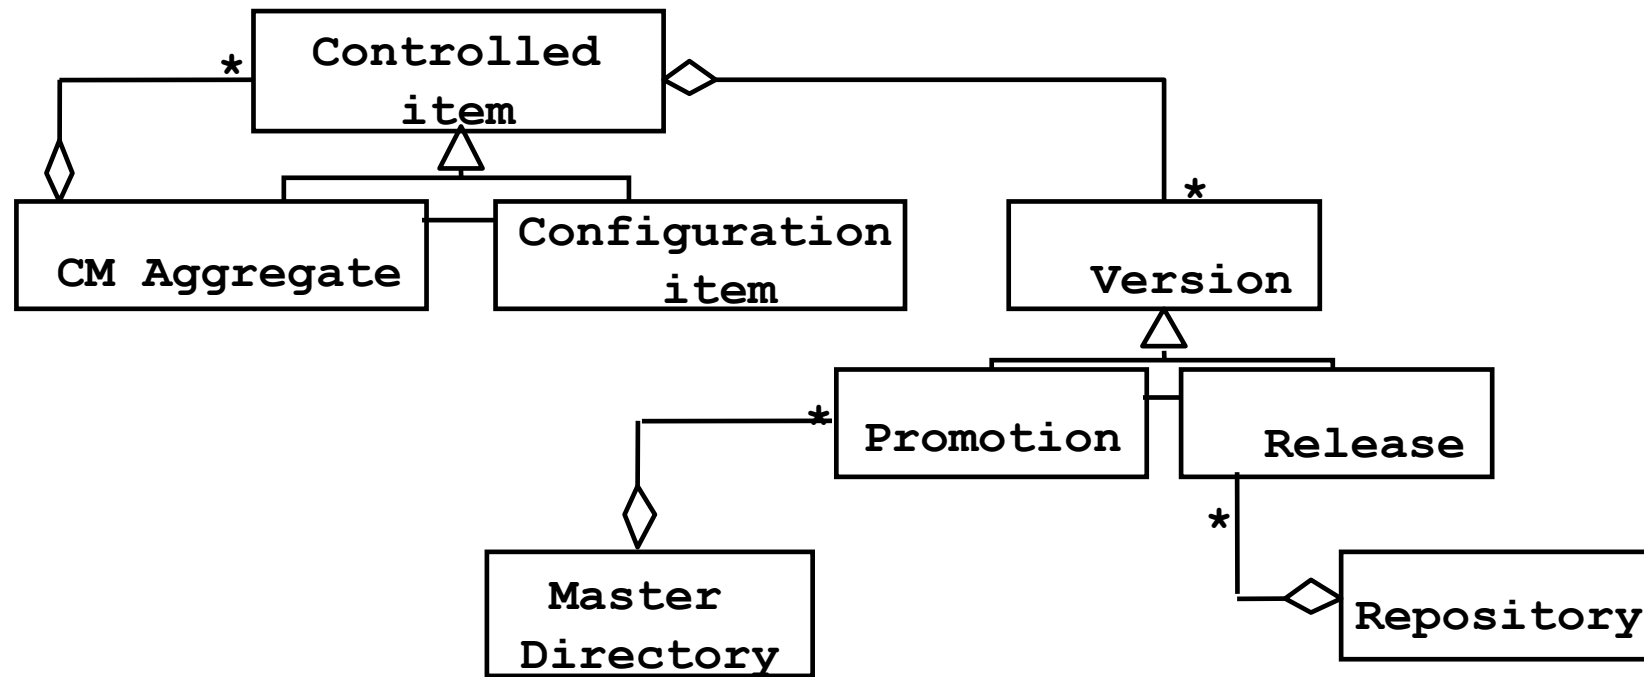 Controlled
item
*
*
CM Aggregate
Configuration
item
Version
*
Promotion
Release
*
Master
Directory
Repository